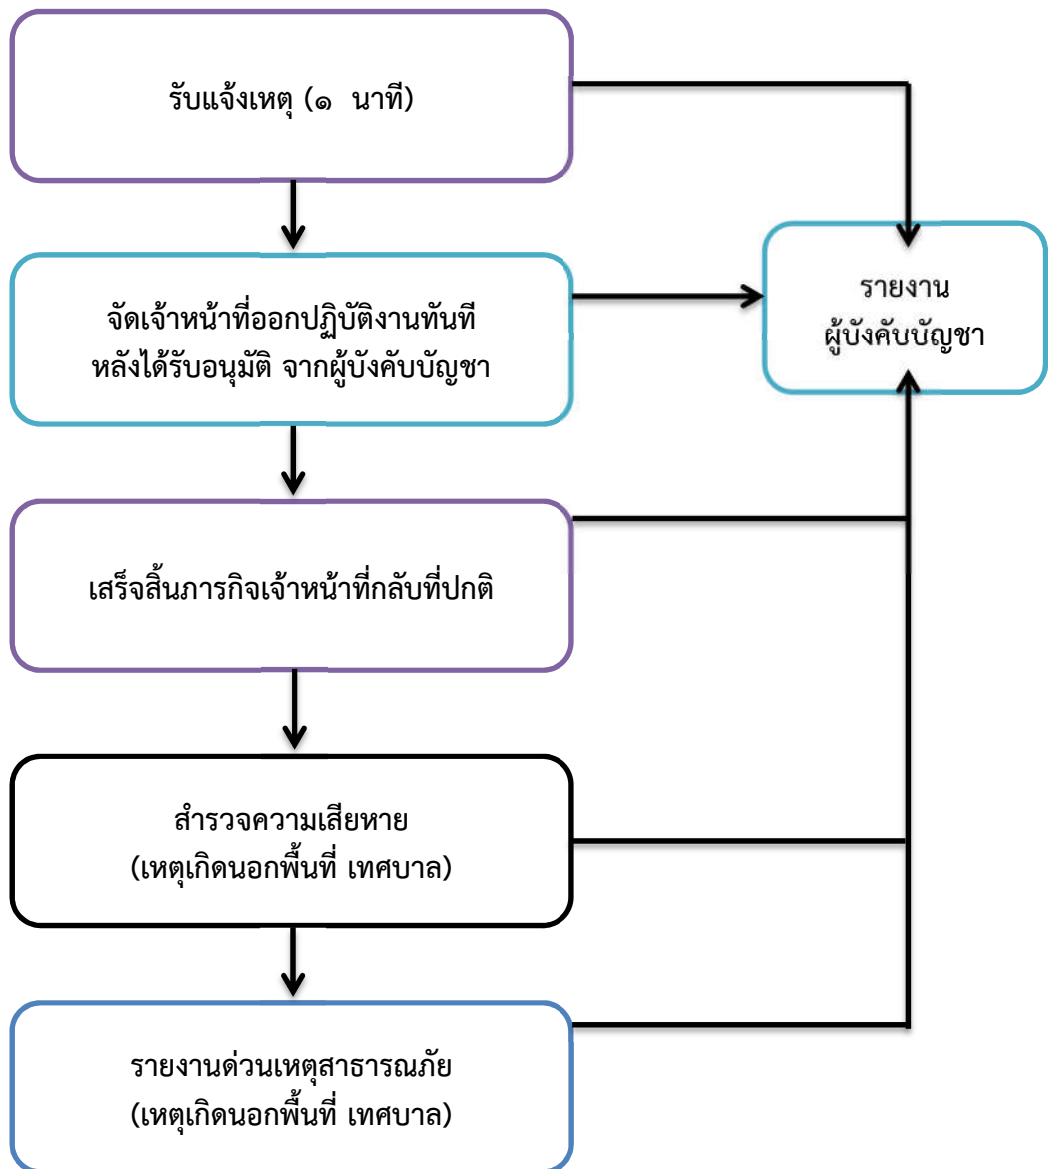 รับแจ้งเหตุ (๑ นาที)
จัดเจ้าหน้าที่ออกปฏิบัติงานทันที
หลังได้รับอนุมัติ จากผู้บังคับบัญชา
รายงาน
ผู้บังคับบัญชา
เสร็จสิ้นภารกิจเจ้าหน้าที่กลับที่ปกติ
สำรวจความเสียหาย
(เหตุเกิดนอกพื้นที่ เทศบาล)
รายงานด่วนเหตุสาธารณภัย
(เหตุเกิดนอกพื้นที่ เทศบาล)